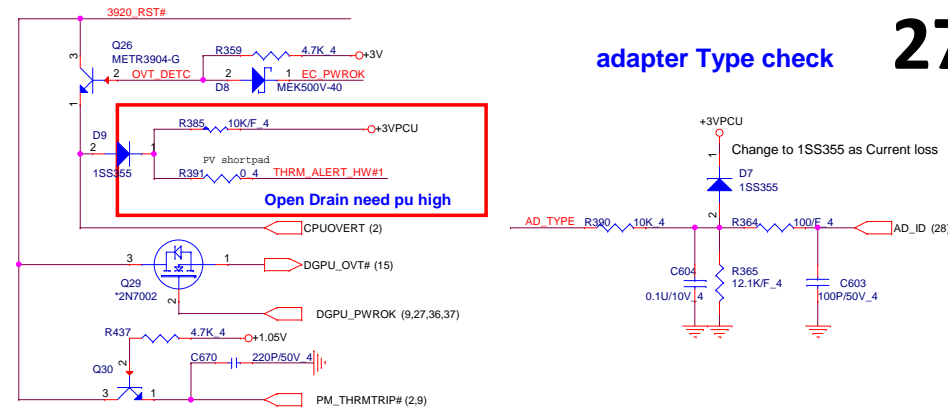 3920_RST#
adapter Type check
27
3
Q26
METR3904-G
2
OVT_DETC
1
R359
4.7K_4
+3V
2
1
EC_PWROK
D8
MEK500V-40
D9
2
1
1SS355
R385
10K/F_4
+3VPCU
PV shortpad
R391
0_4
THRM_ALERT_HW#1
Open Drain need pu high
CPUOVERT (2)
3
1
DGPU_OVT# (15)
Q29
*2N7002
2
DGPU_PWROK (9,27,36,37)
R437
4.7K_4
+1.05V
C670
220P/50V_4
Q30
2
3
1
PM_THRMTRIP# (2,9)
+3VPCU
1
Change to 1SS355 as Current loss
D7
1SS355
2
AD_TYPE
R390
10K_4
R364
100/F_4
AD_ID (28)
C604
0.1U/10V_4
R365
12.1K/F_4
C603
100P/50V_4